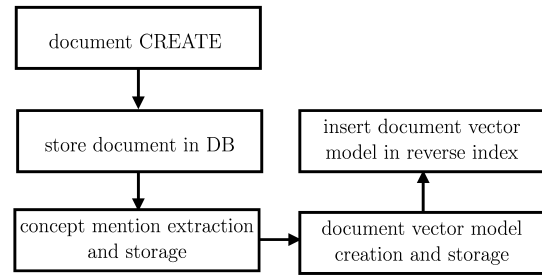 document CREATE
store document in DB
concept mention extraction
and storage
document vector model
creation and storage
insert document vector
model in reverse index